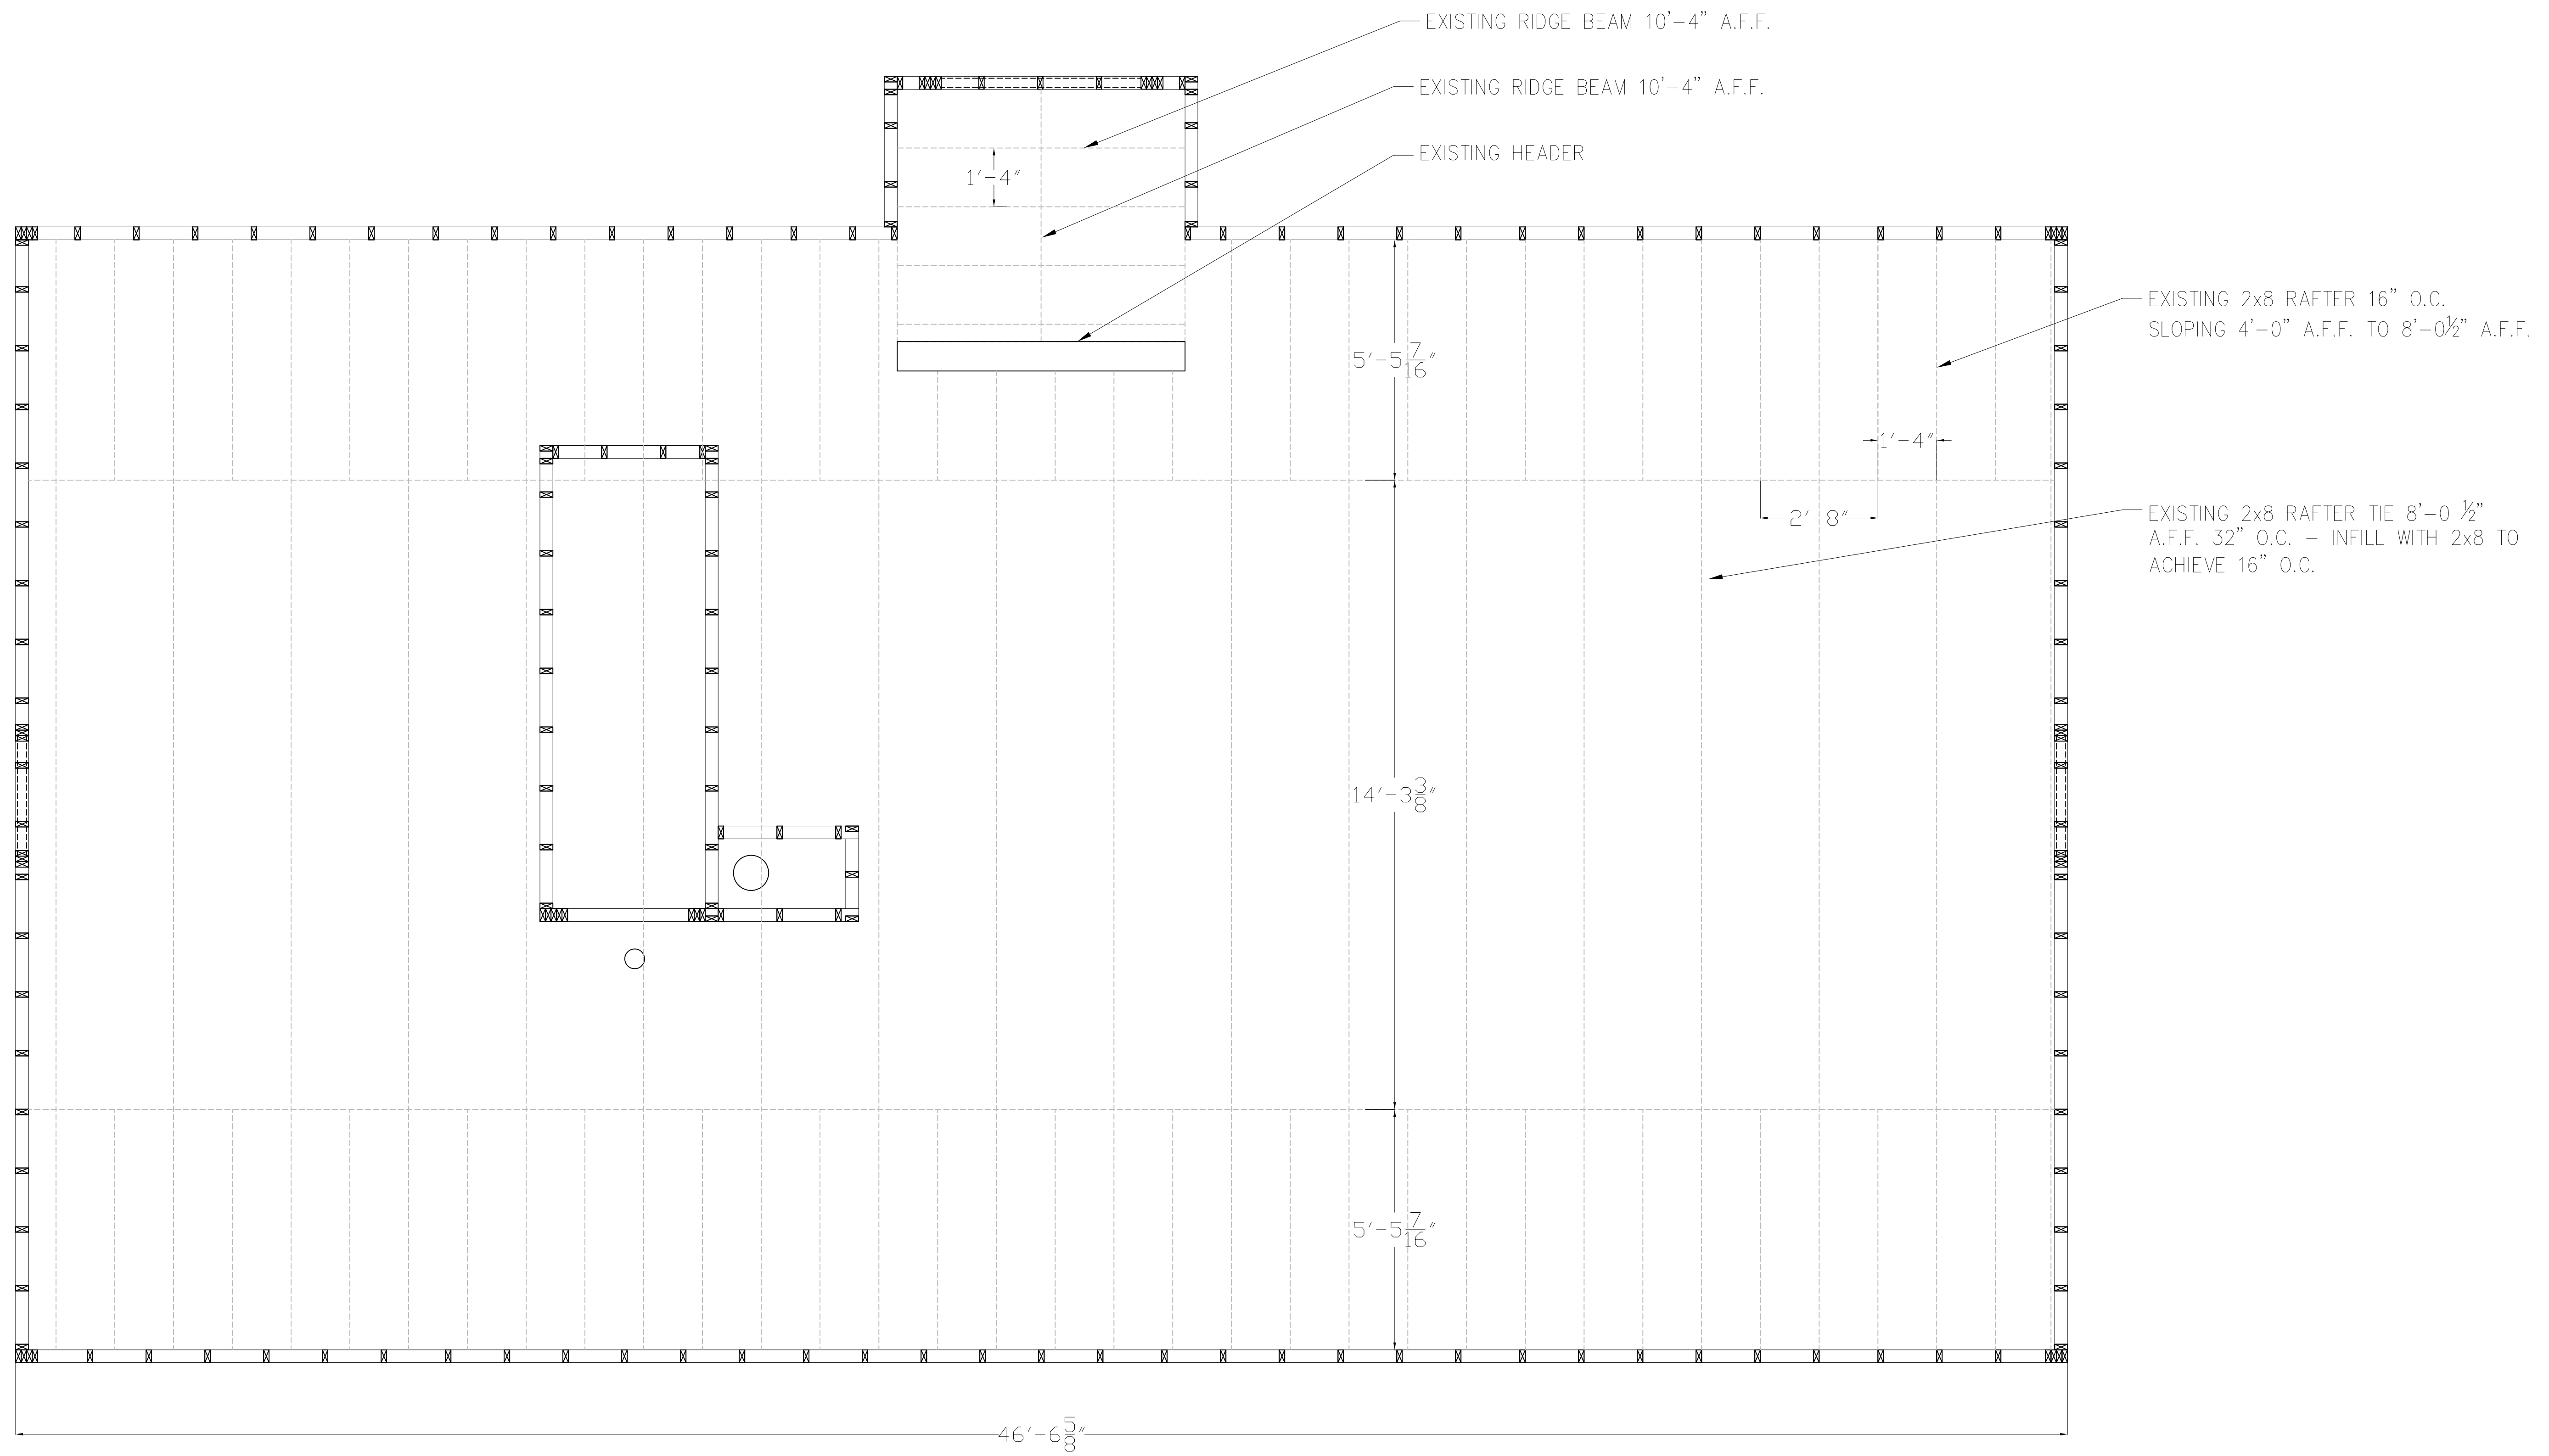 EXISTING RIDGE BEAM 10'-4" A.F.F.
EXISTING RIDGE BEAM 10'-4" A.F.F.
EXISTING HEADER
1'-4"
EXISTING 2x8 RAFTER 16" O.C.
SLOPING 4'-0" A.F.F. TO 8'-0½" A.F.F.
5'-5 7/16"
1'-4"
2'-8"
EXISTING 2x8 RAFTER TIE 8'-0 ½"
A.F.F. 32" O.C. - INFILL WITH 2x8 TO
ACHIEVE 16" O.C.
14'-3 3/8"
5'-5 7/16"
46'-6 5/8"